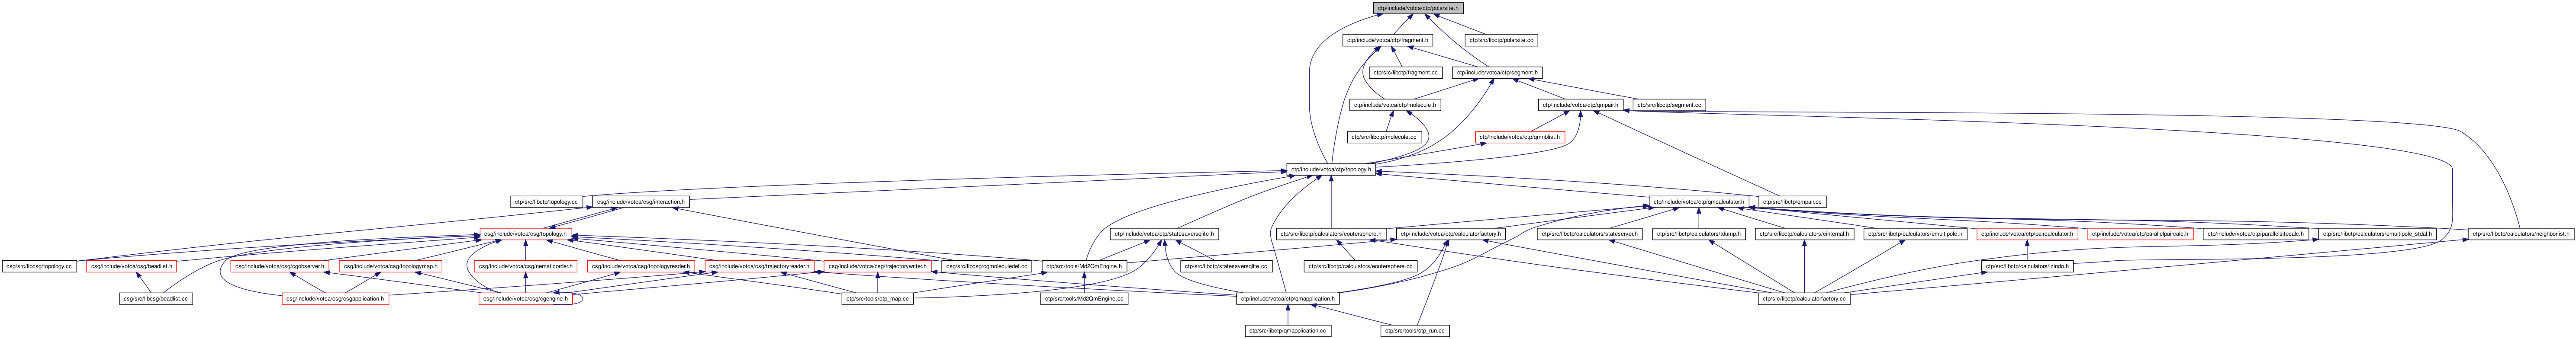 ctp/include/votca/ctp/polarsite.h
ctp/include/votca/ctp/fragment.h
ctp/src/libctp/polarsite.cc
ctp/src/libctp/fragment.cc
ctp/include/votca/ctp/segment.h
ctp/include/votca/ctp/molecule.h
ctp/include/votca/ctp/qmpair.h
ctp/src/libctp/segment.cc
ctp/src/libctp/molecule.cc
ctp/include/votca/ctp/qmnblist.h
ctp/include/votca/ctp/topology.h
ctp/src/libctp/topology.cc
csg/include/votca/csg/interaction.h
ctp/include/votca/ctp/qmcalculator.h
ctp/src/libctp/qmpair.cc
csg/include/votca/csg/topology.h
ctp/include/votca/ctp/statesaversqlite.h
ctp/src/libctp/calculators/eoutersphere.h
ctp/include/votca/ctp/calculatorfactory.h
ctp/src/libctp/calculators/stateserver.h
ctp/src/libctp/calculators/tdump.h
ctp/src/libctp/calculators/einternal.h
ctp/src/libctp/calculators/emultipole.h
ctp/include/votca/ctp/paircalculator.h
ctp/include/votca/ctp/parallelpaircalc.h
ctp/include/votca/ctp/parallelsitecalc.h
ctp/src/libctp/calculators/emultipole_stdal.h
ctp/src/libctp/calculators/neighborlist.h
csg/src/libcsg/topology.cc
csg/include/votca/csg/beadlist.h
csg/include/votca/csg/cgobserver.h
csg/include/votca/csg/topologymap.h
csg/include/votca/csg/nematicorder.h
csg/include/votca/csg/topologyreader.h
csg/include/votca/csg/trajectoryreader.h
csg/include/votca/csg/trajectorywriter.h
csg/src/libcsg/cgmoleculedef.cc
ctp/src/tools/Md2QmEngine.h
ctp/src/libctp/statesaversqlite.cc
ctp/src/libctp/calculators/eoutersphere.cc
ctp/src/libctp/calculators/izindo.h
csg/src/libcsg/beadlist.cc
csg/include/votca/csg/csgapplication.h
csg/include/votca/csg/cgengine.h
ctp/src/tools/ctp_map.cc
ctp/src/tools/Md2QmEngine.cc
ctp/include/votca/ctp/qmapplication.h
ctp/src/libctp/calculatorfactory.cc
ctp/src/libctp/qmapplication.cc
ctp/src/tools/ctp_run.cc